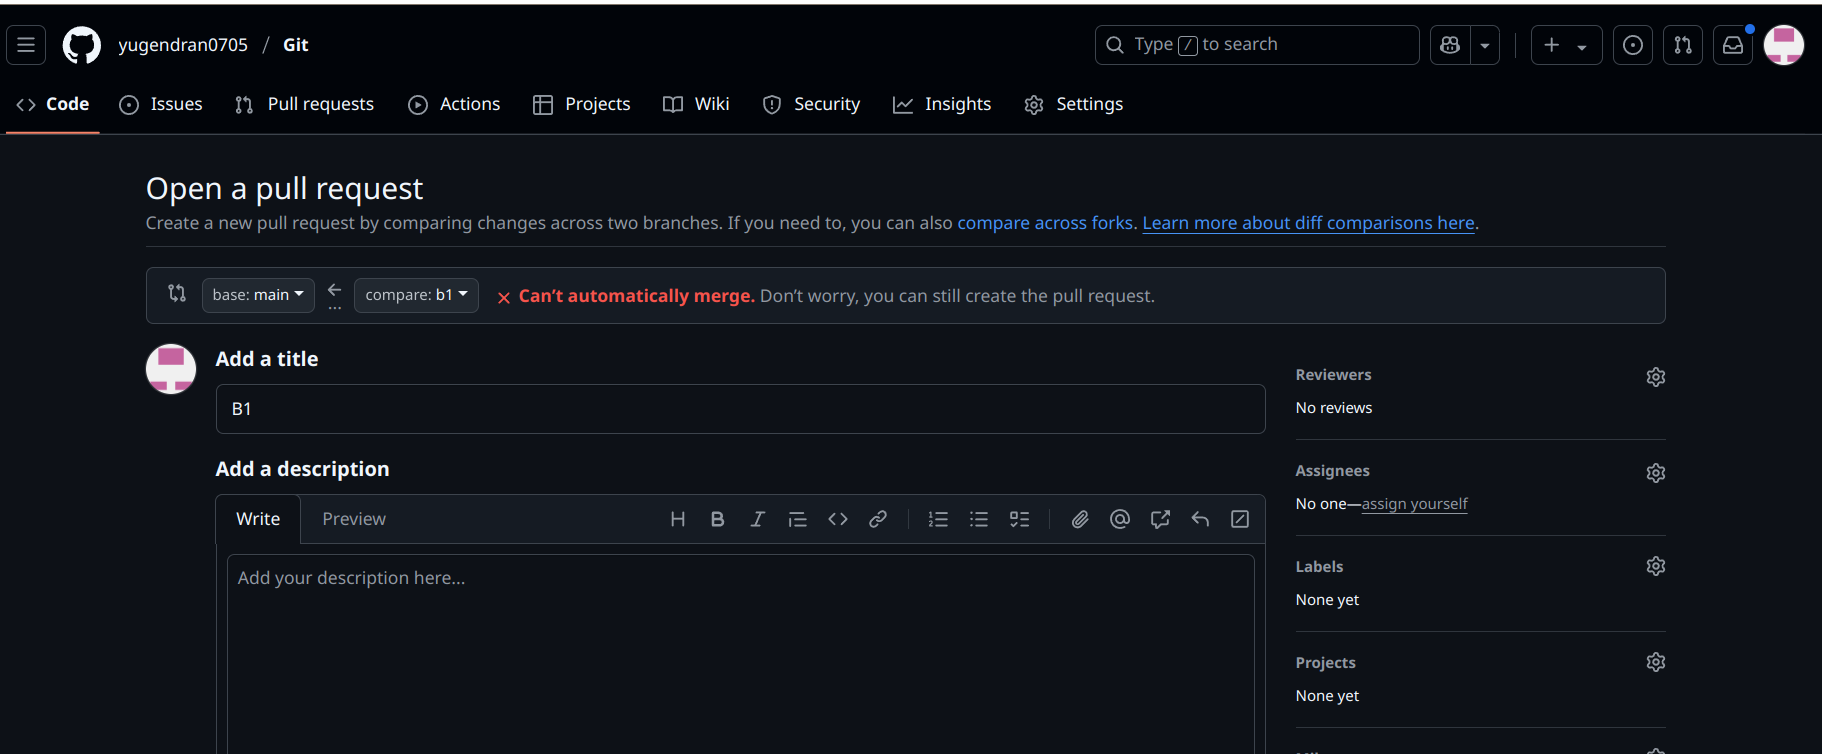 yugendran0705 / Git
Type / to search
Code Issues Pull requests Actions Projects Wiki Security Insights Settings
Open a pull request
Create a new pull request by comparing changes across two branches. If you need to, you can also compare across forks. Learn more about diff comparisons here.
base: main ... compare: b1 Can’t automatically merge. Don’t worry, you can still create the pull request.
Add a title
B1
Add a description
Write Preview
Add your description here...
Reviewers
No reviews
Assignees
No one—assign yourself
Labels
None yet
Projects
None yet